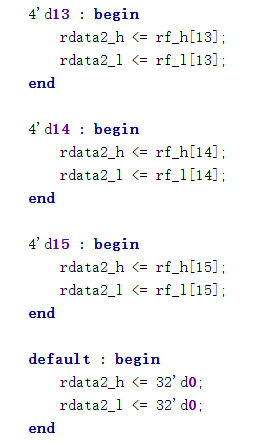 4'd13 : begin
rdata2_h <= rf_h[13];
rdata2_l <= rf_l[13];
end
4'd14 : begin
rdata2_h <= rf_h[14];
rdata2_l <= rf_l[14];
end
4'd15 : begin
rdata2_h <= rf_h[15];
rdata2_l <= rf_l[15];
end
default : begin
rdata2_h <= 32'd0;
rdata2_l <= 32'd0;
end